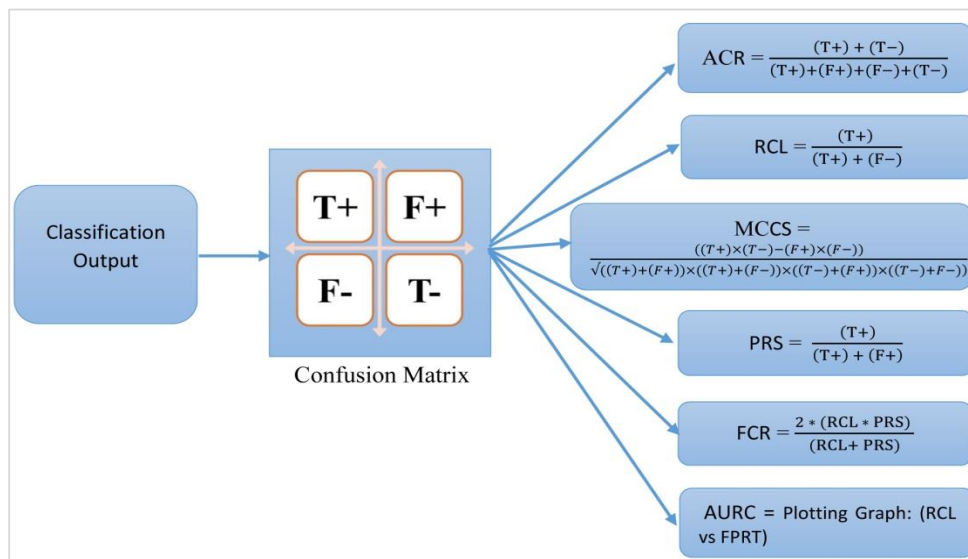 Classification
Output
T+ F+
F- T-
Confusion Matrix
ACR = (T+) + (T−) / (T+)+(F+)+(F−)+(T−)
RCL = (T+) / (T+) + (F−)
MCCS =
((T+)×(T−)−(F+)×(F−))
√((T+)+(F+))×((T+)+(F−))×((T−)+(F+))×((T−)+F−))
PRS = (T+) / (T+) + (F+)
FCR = 2 * (RCL * PRS) / (RCL+ PRS)
AURC = Plotting Graph: (RCL
vs FPRT)